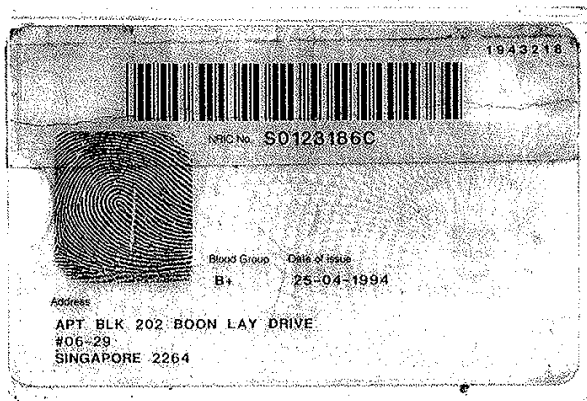 1943218
NRIC No. S0123186C
Blood Group Date of issue
B+ 25-04-1994
Address
APT BLK 202 BOON LAY DRIVE
#06-29
SINGAPORE 2264